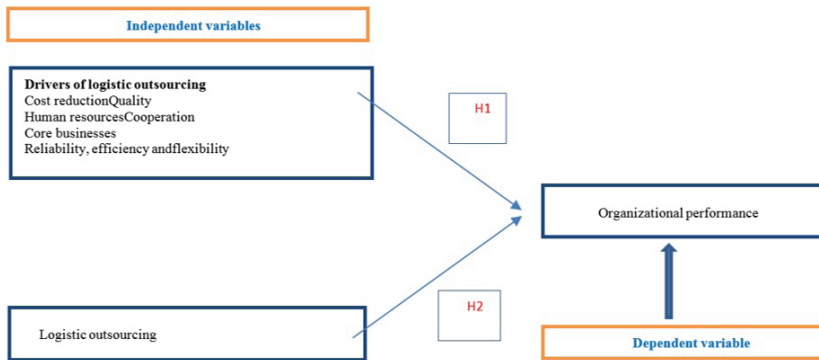 Independent variables
Drivers of logistic outsourcing
Cost reductionQuality
Human resourcesCooperation
Core businesses
Reliability, efficiency andflexibility
H1
Organizational performance
H2
Logistic outsourcing
Dependent variable